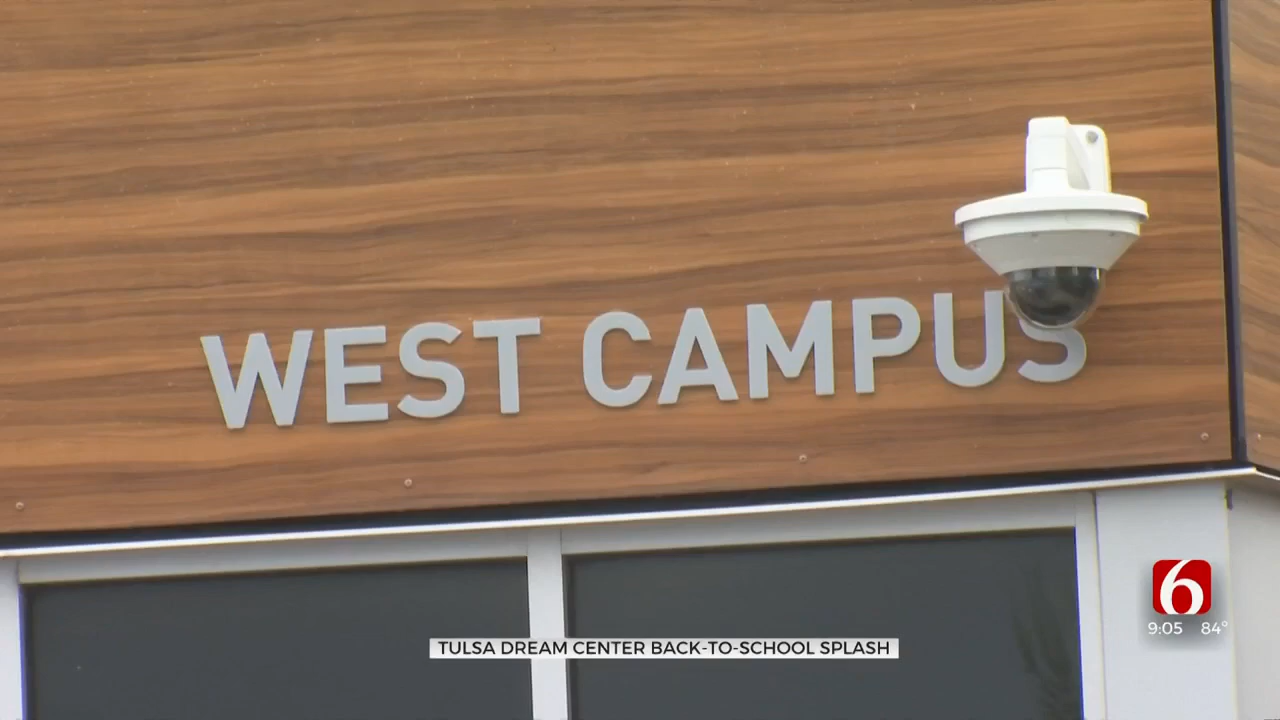 WEST CAMPUS
6
9:05 84°
TULSA DREAM CENTER BACK-TO-SCHOOL SPLASH